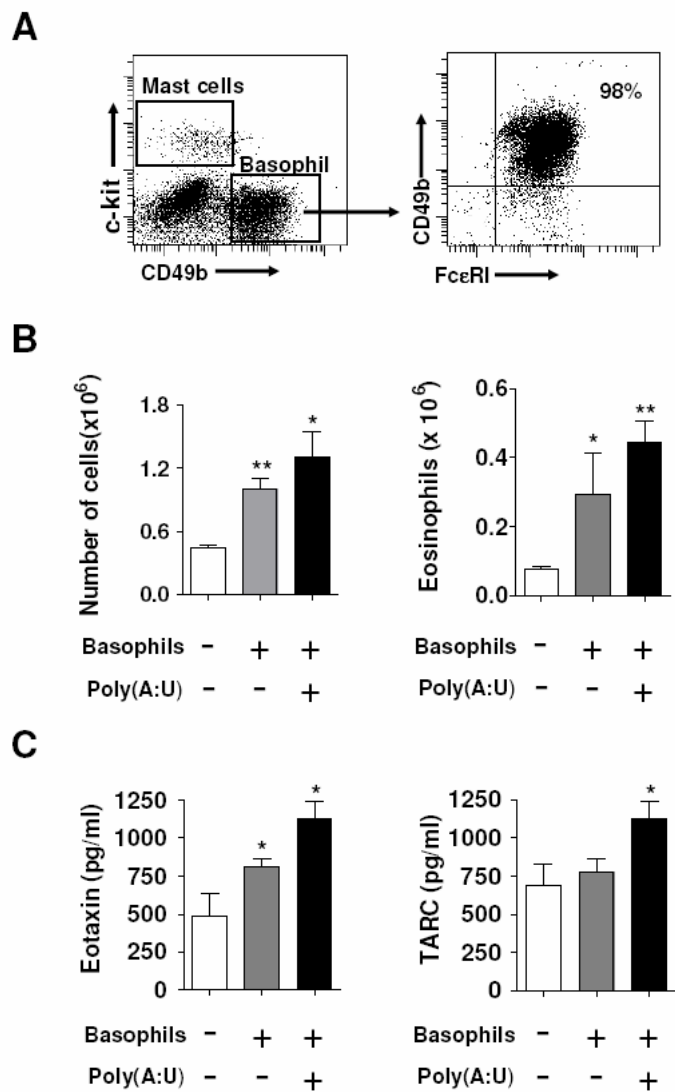 A
Mast cells
Basophil
c-kit
CD49b
98%
CD49b
FcεRI
B
Number of cells(x10⁶)
1.8
1.2
0.6
0.0
**
*
Basophils - + +
Poly(A:U) - - +
Eosinophils (x 10⁶)
0.6
0.4
0.2
0.0
*
**
Basophils - + +
Poly(A:U) - - +
C
Eotaxin (pg/ml)
1250
1000
750
500
250
0
*
*
Basophils - + +
Poly(A:U) - - +
TARC (pg/ml)
1250
1000
750
500
250
0
*
Basophils - + +
Poly(A:U) - - +